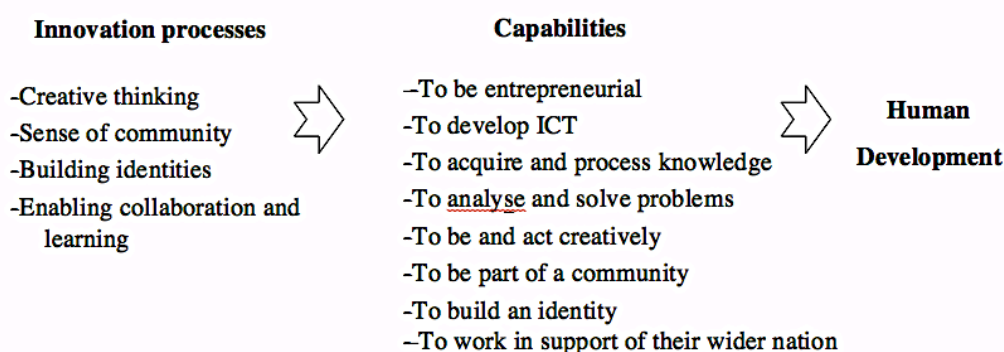 Innovation processes
-Creative thinking
-Sense of community
-Building identities
-Enabling collaboration and
learning
Capabilities
–To be entrepreneurial
-To develop ICT
-To acquire and process knowledge
-To analyse and solve problems
-To be and act creatively
-To be part of a community
-To build an identity
–To work in support of their wider nation
Human
Development